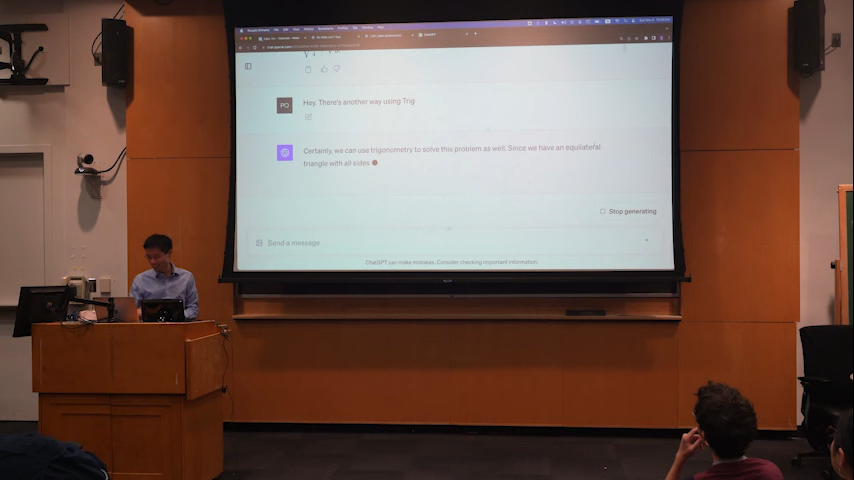 ChatGPT
PO
Hey. There's another way using Trig
Certainly, we can use trigonometry to solve this problem as well. Since we have an equilateral
triangle with all sides
Stop generating
Send a message
ChatGPT can make mistakes. Consider checking important information.